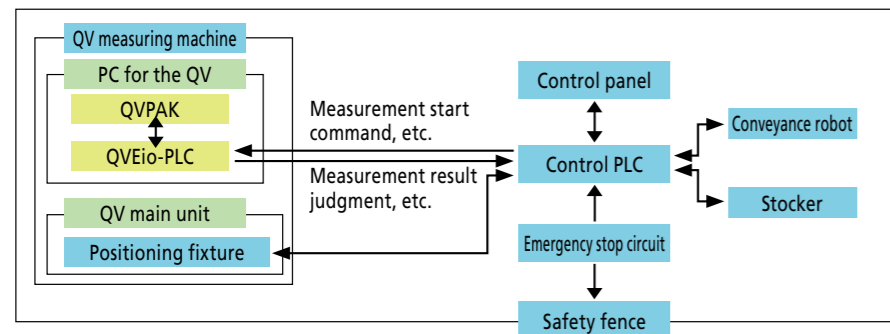 QV measuring machine
PC for the QV
QVPAK
QVEio-PLC
QV main unit
Positioning fixture
Measurement start
command, etc.
Measurement result
judgment, etc.
Control panel
Control PLC
Emergency stop circuit
Safety fence
Conveyance robot
Stocker